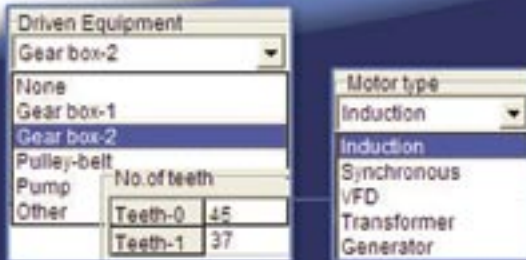 Driven Equipment
Gear box-2
None
Gear box-1
Gear box-2
Pulley-belt
Pump
Other
No.of teeth
Teeth-0 45
Teeth-1 37
Motor type
Induction
Induction
Synchronous
VFD
Transformer
Generator